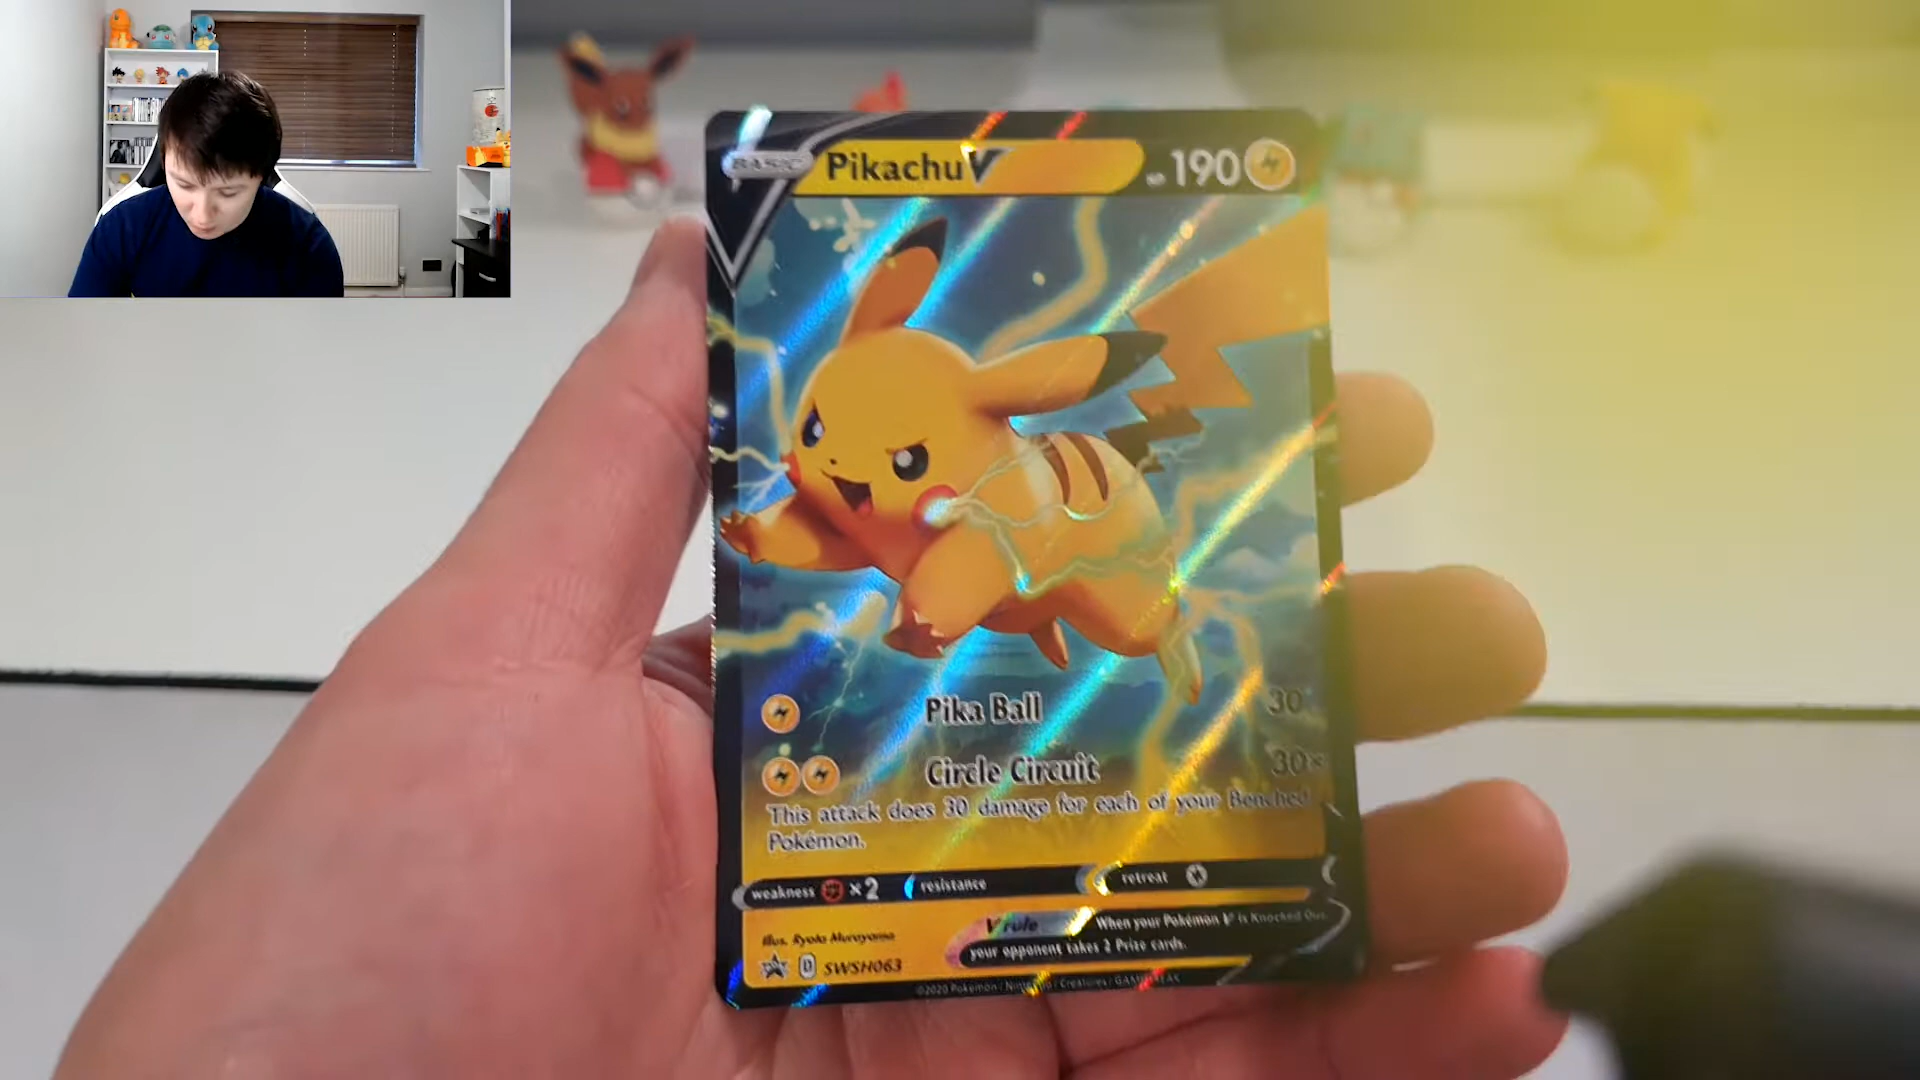 BASIC Pikachu V HP 190
Pika Ball 30
Circle Circuit 30×
This attack does 30 damage for each of your Benched
Pokémon.
weakness ×2 resistance retreat
V rule When your Pokémon V is Knocked Out,
your opponent takes 2 Prize cards.
Illus. Ryota Murayama
D SWSH063
©2020 Pokémon / Nintendo / Creatures / GAME FREAK